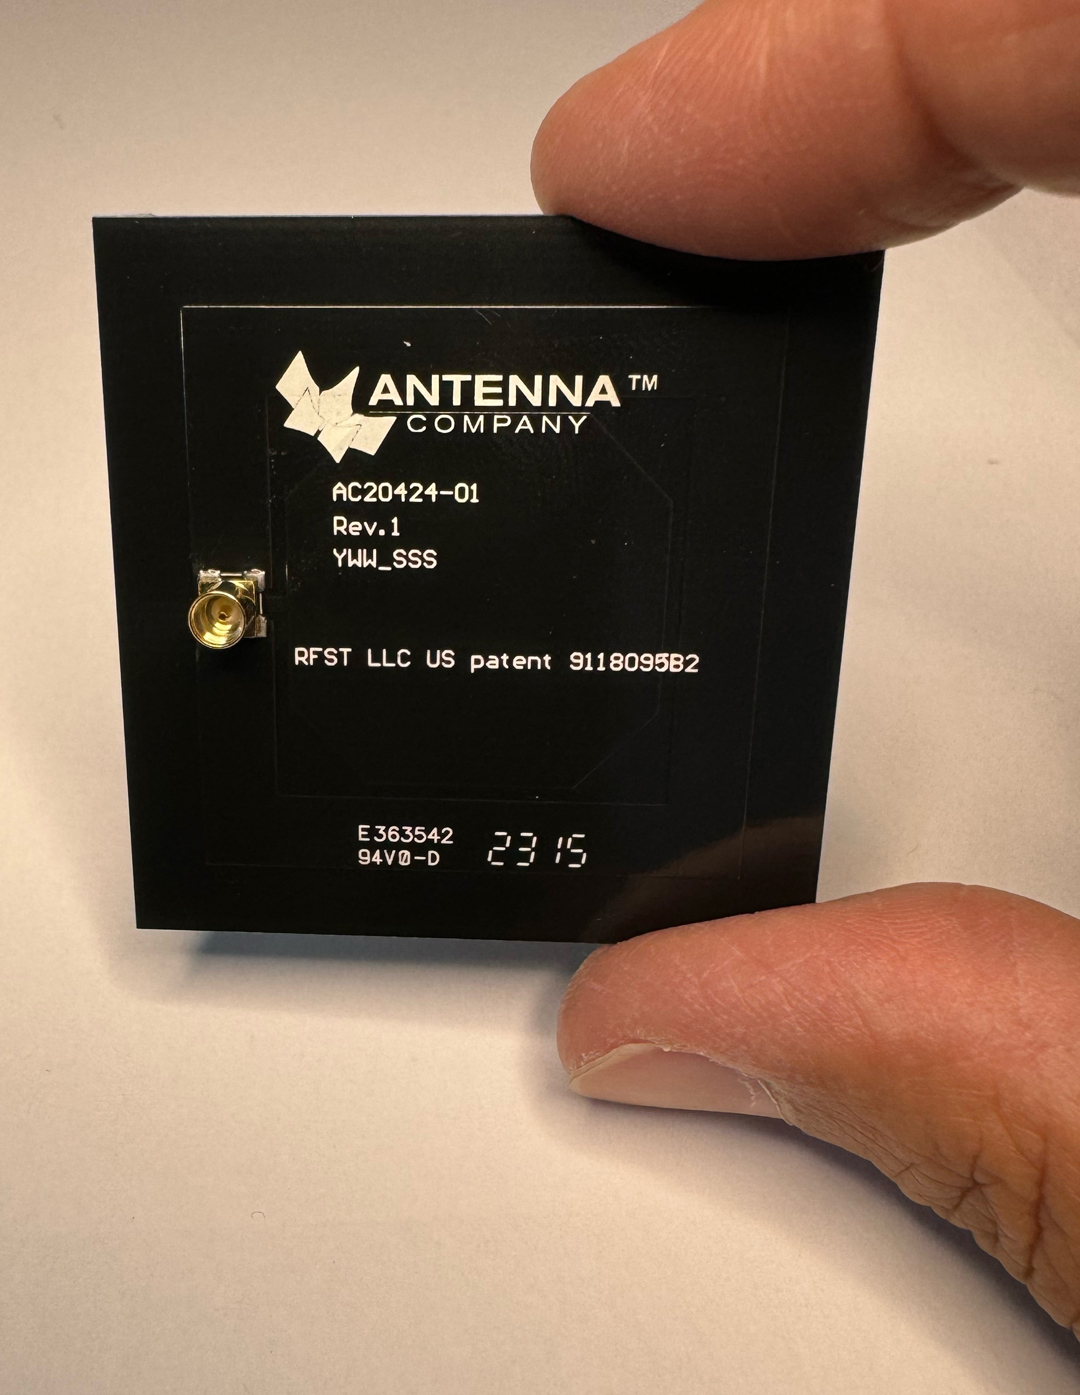 ANTENNA™
COMPANY
AC20424-01
Rev.1
YWW_SSS
RFST LLC US patent 9118095B2
E363542
94V0-D
2315